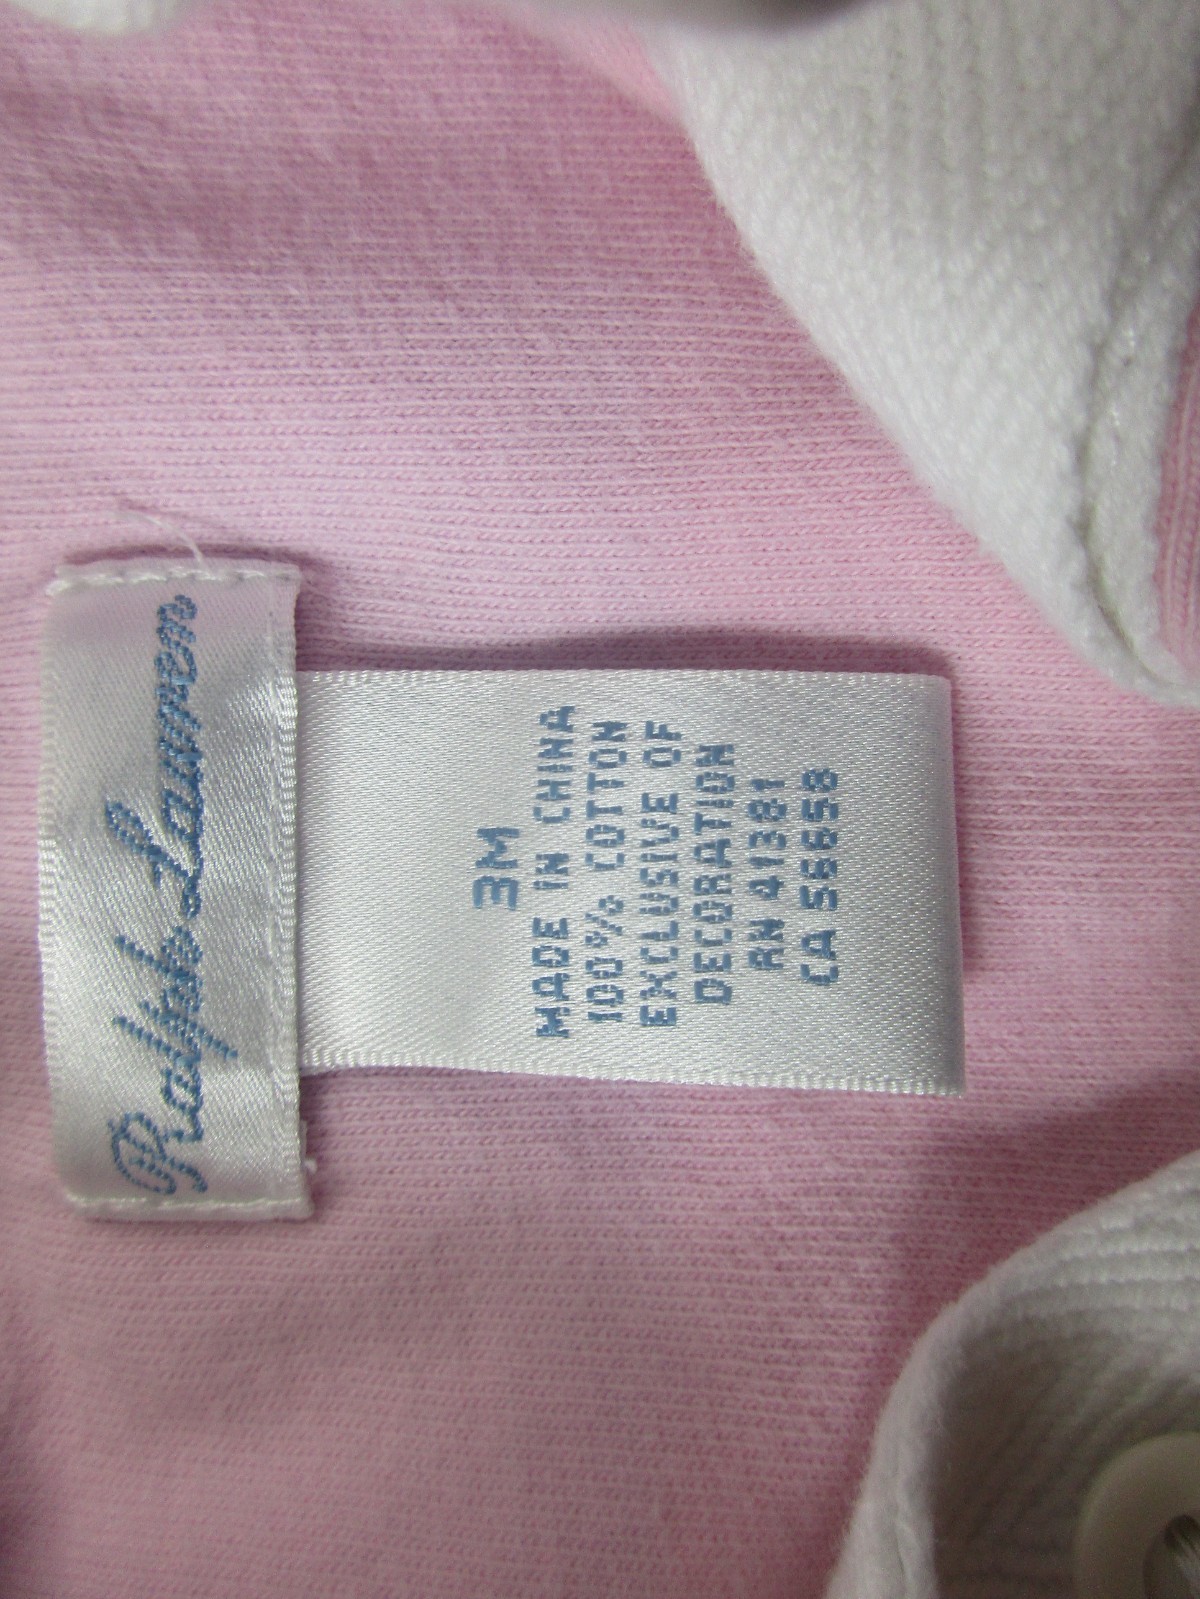 Ralph Lauren
3M
MADE IN CHINA
100% COTTON
EXCLUSIVE OF
DECORATION
RN 41381
CA 56658